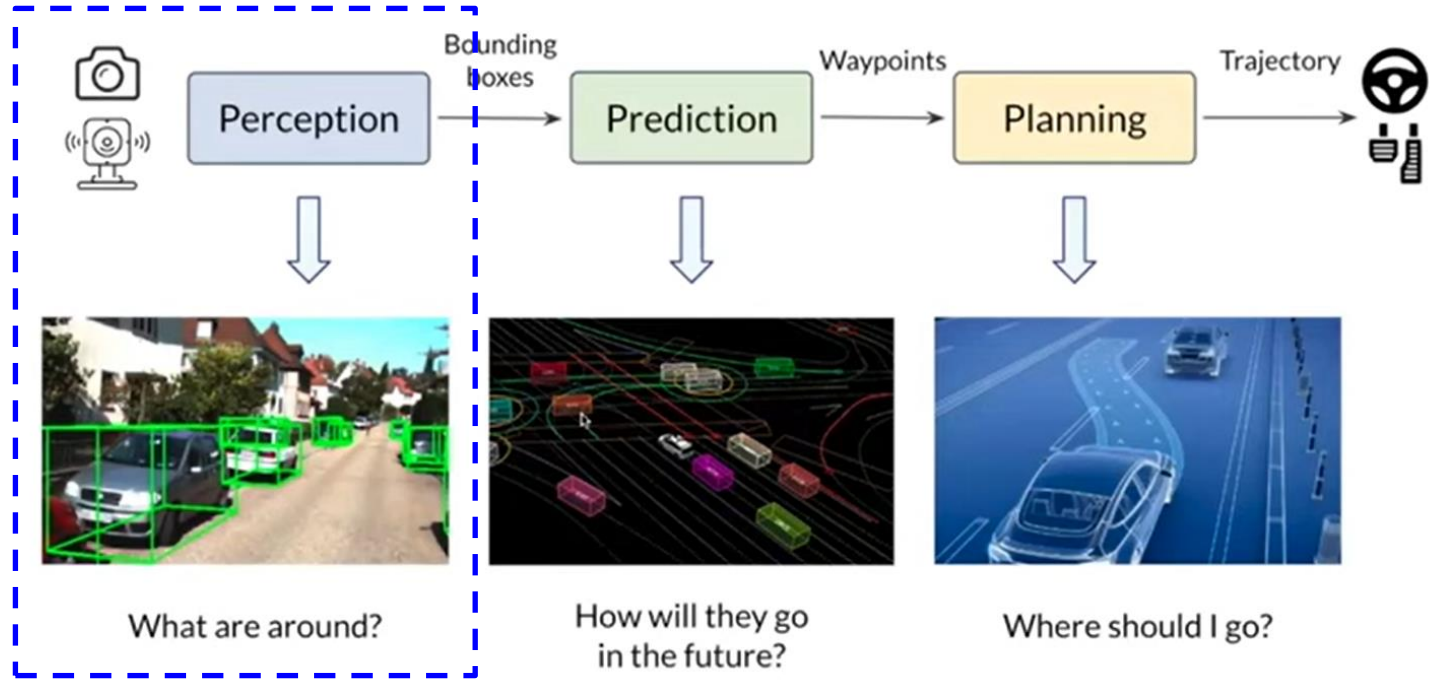 Bounding
boxes
Waypoints
Trajectory
Perception
Prediction
Planning
What are around?
How will they go
in the future?
Where should I go?